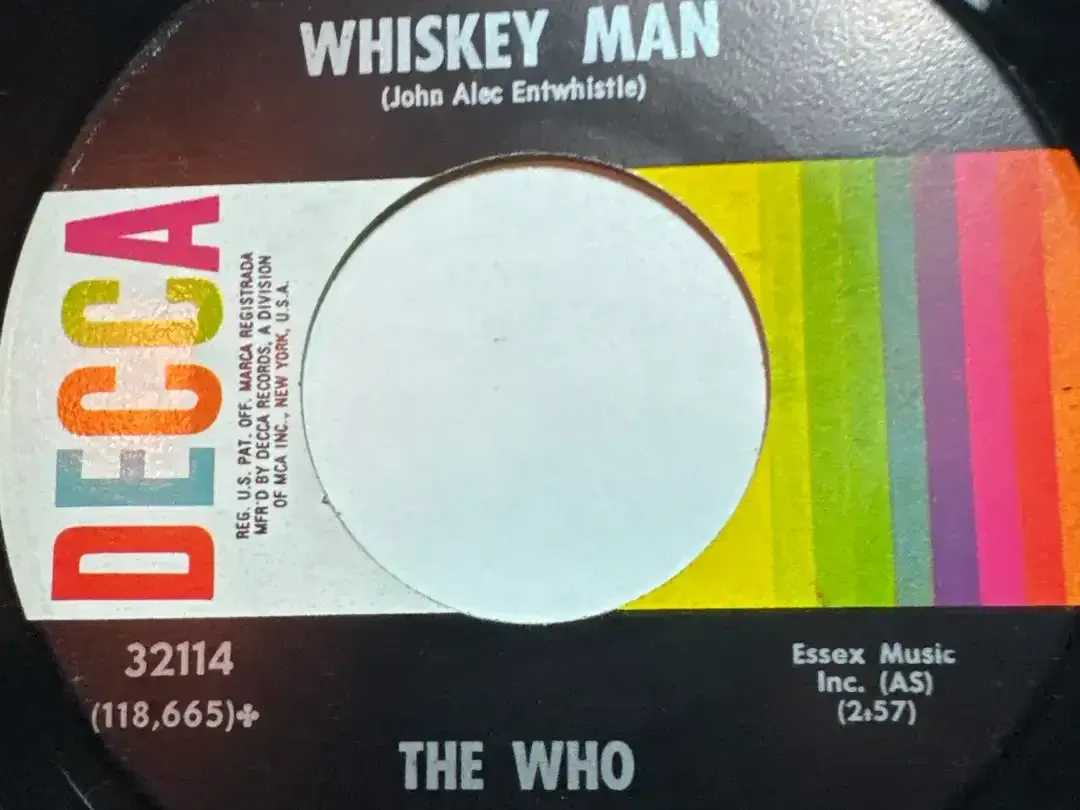 WHISKEY MAN
(John Alec Entwhistle)
DECCA
REG. U.S. PAT. OFF. MARCA REGISTRADA
MFR'D BY DECCA RECORDS, A DIVISION
OF MCA INC., NEW YORK, U.S.A.
32114
(118,665)✤
Essex Music
Inc. (AS)
(2:57)
THE WHO